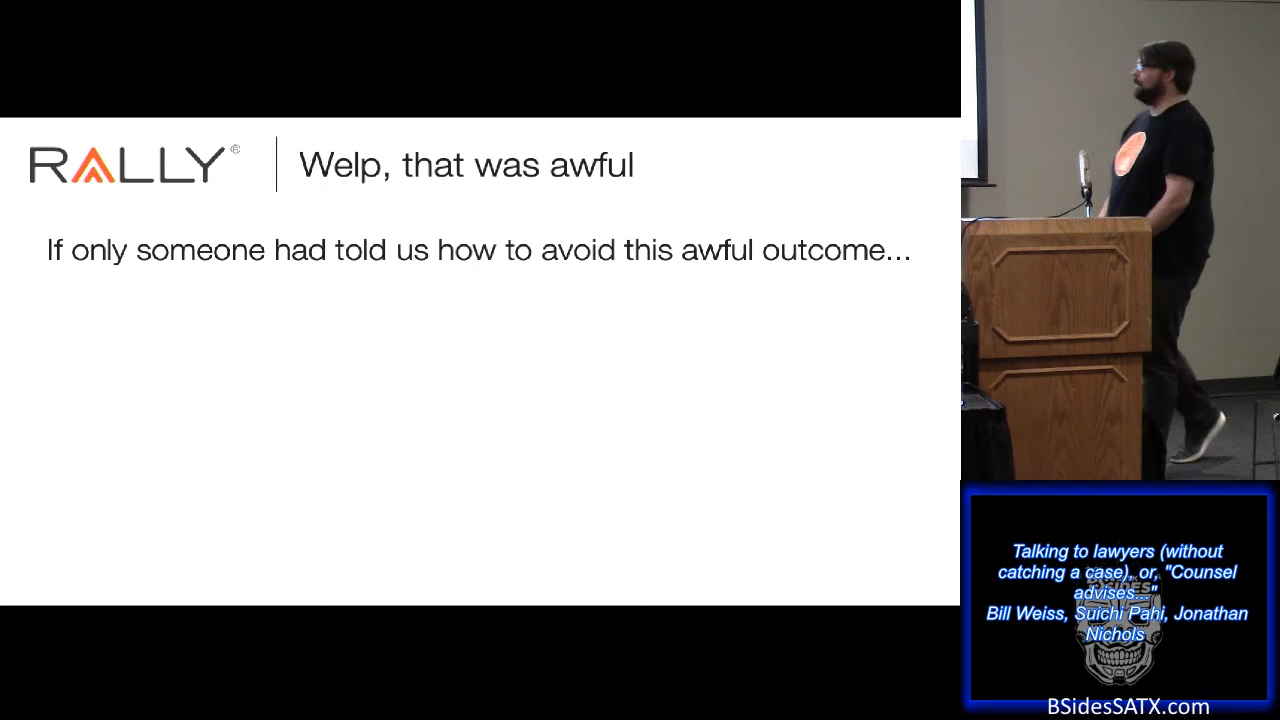 RALLY® Welp, that was awful
If only someone had told us how to avoid this awful outcome...
Talking to lawyers (without
catching a case), or, "Counsel
advises..."
Bill Weiss, Suichi Pahi, Jonathan
Nichols
BSidesSATX.com